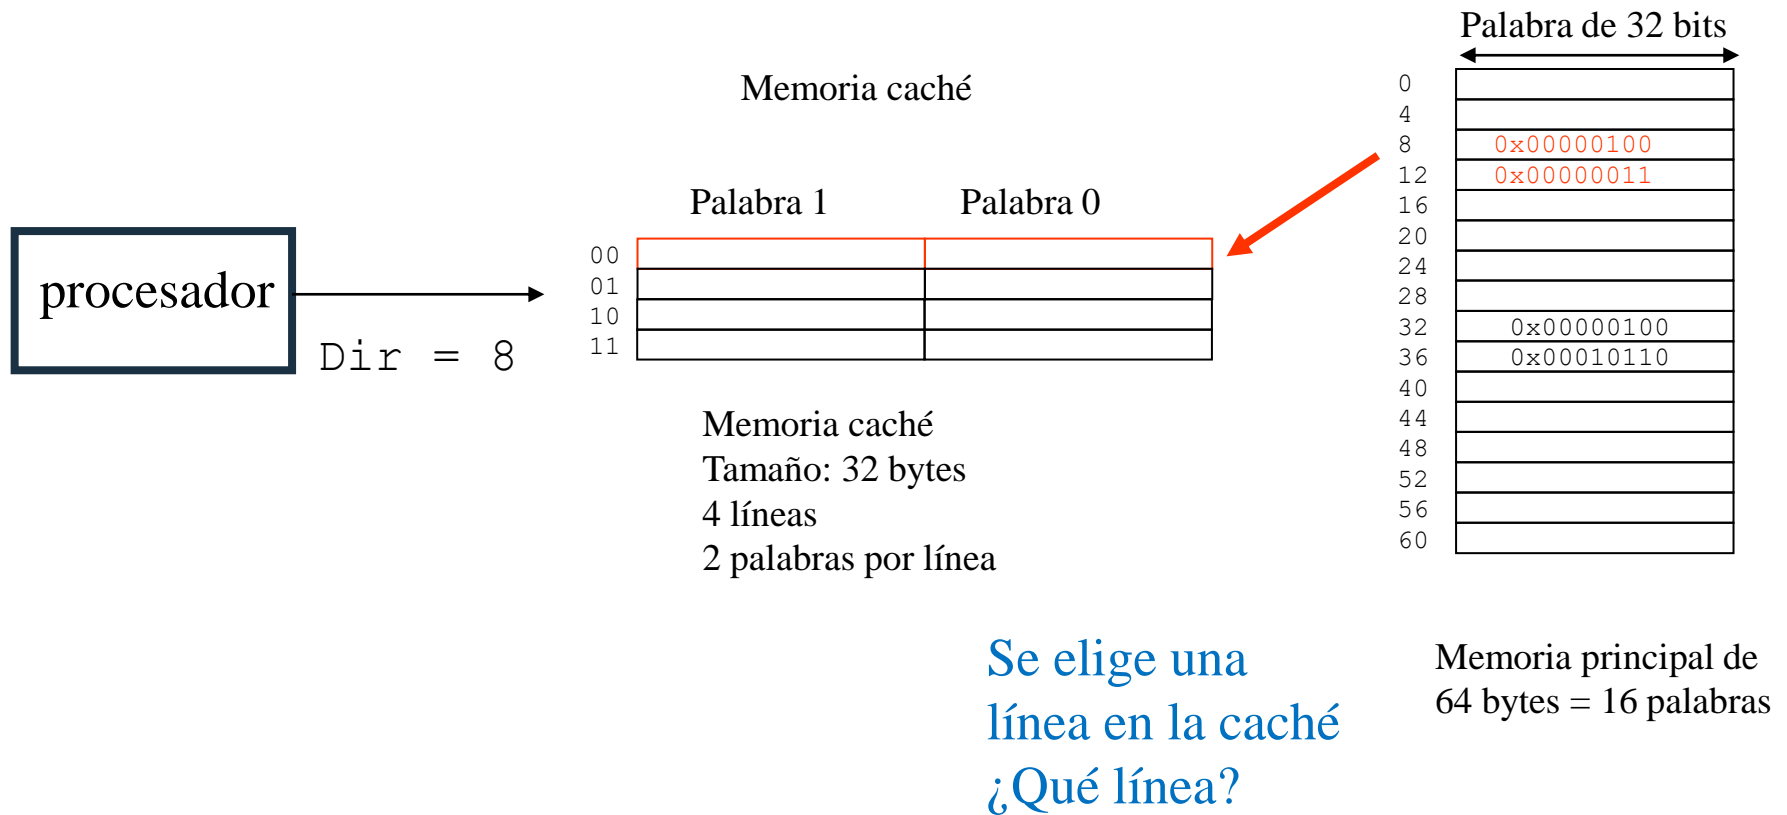 Palabra de 32 bits
Memoria caché
Palabra 1 Palabra 0
00
01
10
11
procesador
Dir = 8
0
4
8 0x00000100
12 0x00000011
16
20
24
28
32 0x00000100
36 0x00010110
40
44
48
52
56
60
Memoria caché
Tamaño: 32 bytes
4 líneas
2 palabras por línea
Se elige una
línea en la caché
¿Qué línea?
Memoria principal de
64 bytes = 16 palabras